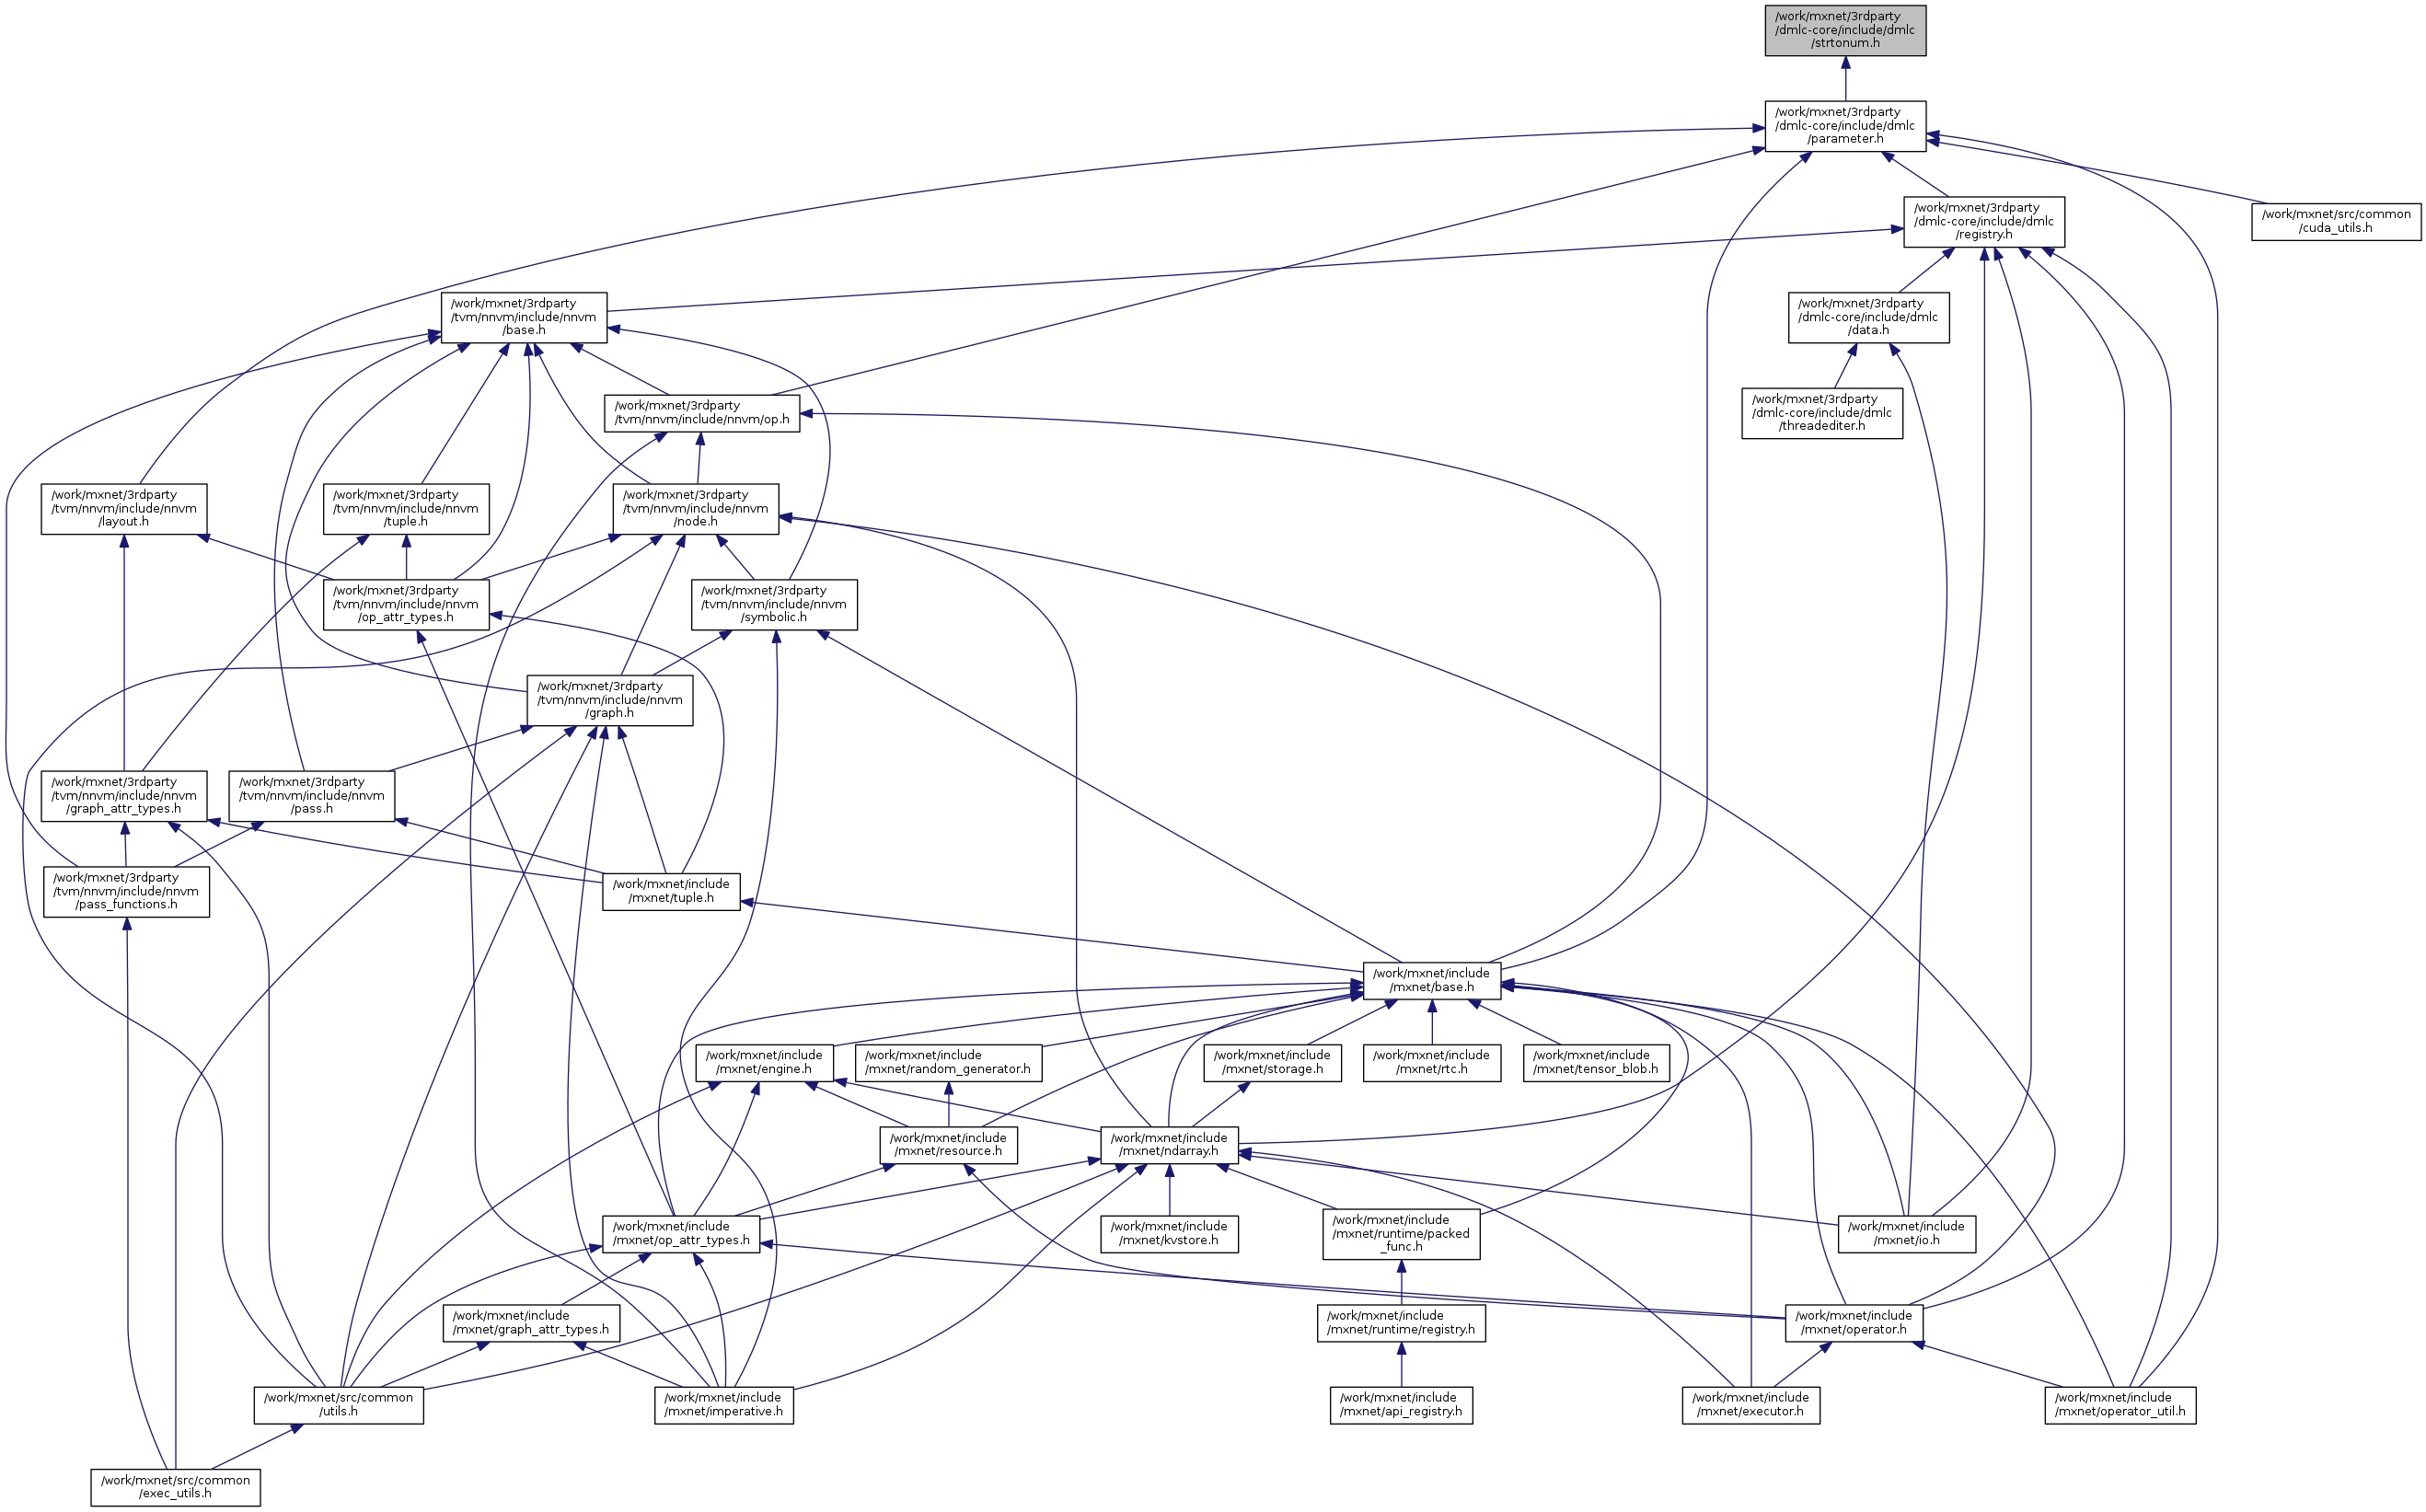 /work/mxnet/3rdparty
/dmlc-core/include/dmlc
/strtonum.h
/work/mxnet/3rdparty
/dmlc-core/include/dmlc
/parameter.h
/work/mxnet/3rdparty
/dmlc-core/include/dmlc
/registry.h
/work/mxnet/src/common
/cuda_utils.h
/work/mxnet/3rdparty
/tvm/nnvm/include/nnvm
/base.h
/work/mxnet/3rdparty
/dmlc-core/include/dmlc
/data.h
/work/mxnet/3rdparty
/tvm/nnvm/include/nnvm/op.h
/work/mxnet/3rdparty
/dmlc-core/include/dmlc
/threadediter.h
/work/mxnet/3rdparty
/tvm/nnvm/include/nnvm
/layout.h
/work/mxnet/3rdparty
/tvm/nnvm/include/nnvm
/tuple.h
/work/mxnet/3rdparty
/tvm/nnvm/include/nnvm
/node.h
/work/mxnet/3rdparty
/tvm/nnvm/include/nnvm
/op_attr_types.h
/work/mxnet/3rdparty
/tvm/nnvm/include/nnvm
/symbolic.h
/work/mxnet/3rdparty
/tvm/nnvm/include/nnvm
/graph.h
/work/mxnet/3rdparty
/tvm/nnvm/include/nnvm
/graph_attr_types.h
/work/mxnet/3rdparty
/tvm/nnvm/include/nnvm
/pass.h
/work/mxnet/3rdparty
/tvm/nnvm/include/nnvm
/pass_functions.h
/work/mxnet/include
/mxnet/tuple.h
/work/mxnet/include
/mxnet/base.h
/work/mxnet/include
/mxnet/engine.h
/work/mxnet/include
/mxnet/random_generator.h
/work/mxnet/include
/mxnet/storage.h
/work/mxnet/include
/mxnet/rtc.h
/work/mxnet/include
/mxnet/tensor_blob.h
/work/mxnet/include
/mxnet/resource.h
/work/mxnet/include
/mxnet/ndarray.h
/work/mxnet/include
/mxnet/op_attr_types.h
/work/mxnet/include
/mxnet/kvstore.h
/work/mxnet/include
/mxnet/runtime/packed
_func.h
/work/mxnet/include
/mxnet/io.h
/work/mxnet/include
/mxnet/graph_attr_types.h
/work/mxnet/include
/mxnet/runtime/registry.h
/work/mxnet/include
/mxnet/operator.h
/work/mxnet/src/common
/utils.h
/work/mxnet/include
/mxnet/imperative.h
/work/mxnet/include
/mxnet/api_registry.h
/work/mxnet/include
/mxnet/executor.h
/work/mxnet/include
/mxnet/operator_util.h
/work/mxnet/src/common
/exec_utils.h